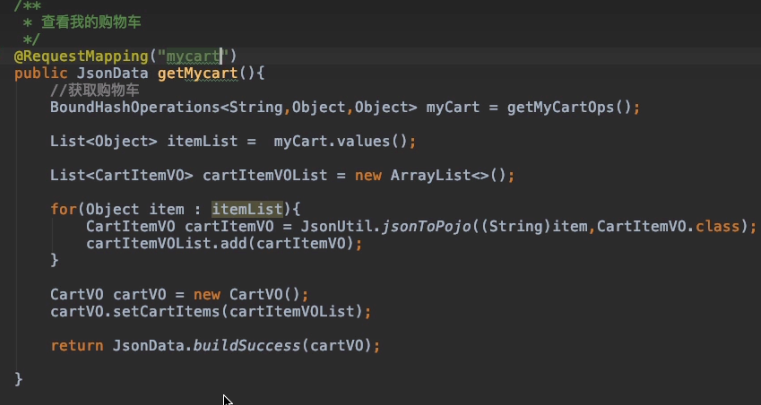 /**
 * 查看我的购物车
 */
@RequestMapping("mycart")
public JsonData getMycart(){
    //获取购物车
    BoundHashOperations<String,Object,Object> myCart = getMyCartOps();
    List<Object> itemList =  myCart.values();
    List<CartItemVO> cartItemVOList = new ArrayList<>();
    for(Object item : itemList){
        CartItemVO cartItemVO = JsonUtil.jsonToPojo((String)item,CartItemVO.class);
        cartItemVOList.add(cartItemVO);
    }
    CartVO cartVO = new CartVO();
    cartVO.setCartItems(cartItemVOList);
    return JsonData.buildSuccess(cartVO);
}